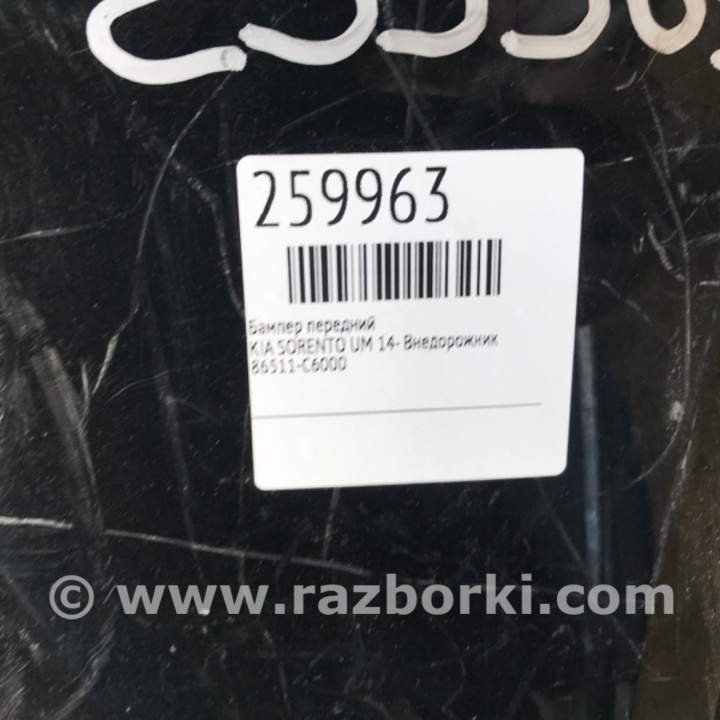 259963
Бампер передний
KIA SORENTO UM 14- Внедорожник
86511-C6000
© www.razborki.com